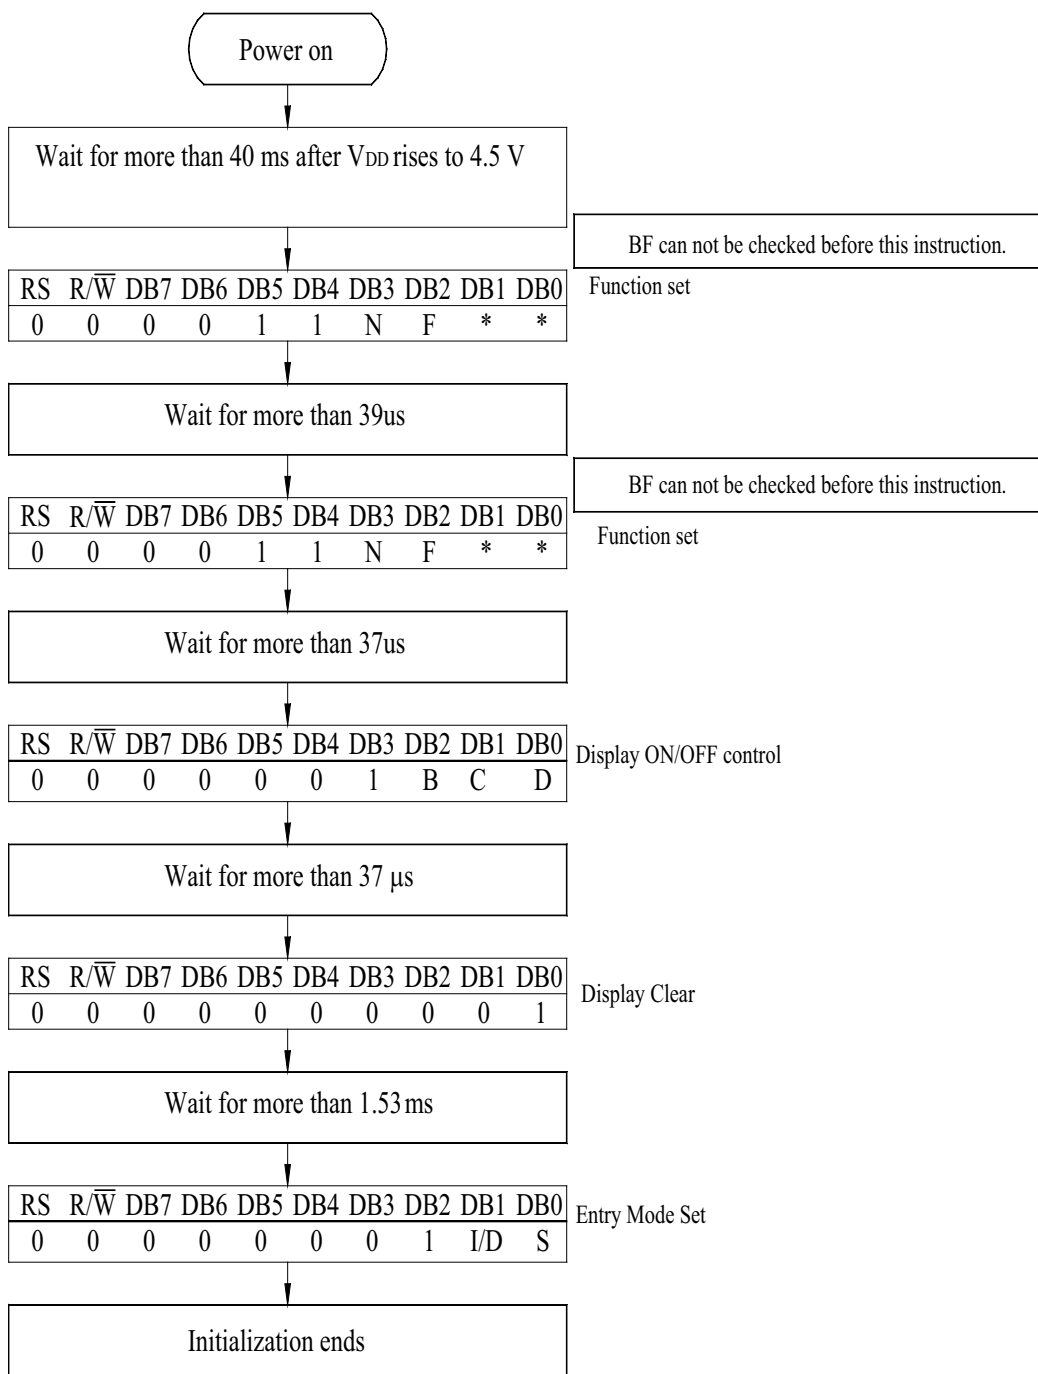 Power on
Wait for more than 40 ms after VDD rises to 4.5 V
BF can not be checked before this instruction.
RS R/W̅ DB7 DB6 DB5 DB4 DB3 DB2 DB1 DB0
Function set
0 0 0 0 1 1 N F * *
Wait for more than 39us
BF can not be checked before this instruction.
RS R/W̅ DB7 DB6 DB5 DB4 DB3 DB2 DB1 DB0
Function set
0 0 0 0 1 1 N F * *
Wait for more than 37us
RS R/W̅ DB7 DB6 DB5 DB4 DB3 DB2 DB1 DB0
Display ON/OFF control
0 0 0 0 0 0 1 B C D
Wait for more than 37 μs
RS R/W̅ DB7 DB6 DB5 DB4 DB3 DB2 DB1 DB0
Display Clear
0 0 0 0 0 0 0 0 0 1
Wait for more than 1.53ms
RS R/W̅ DB7 DB6 DB5 DB4 DB3 DB2 DB1 DB0
Entry Mode Set
0 0 0 0 0 0 0 1 I/D S
Initialization ends